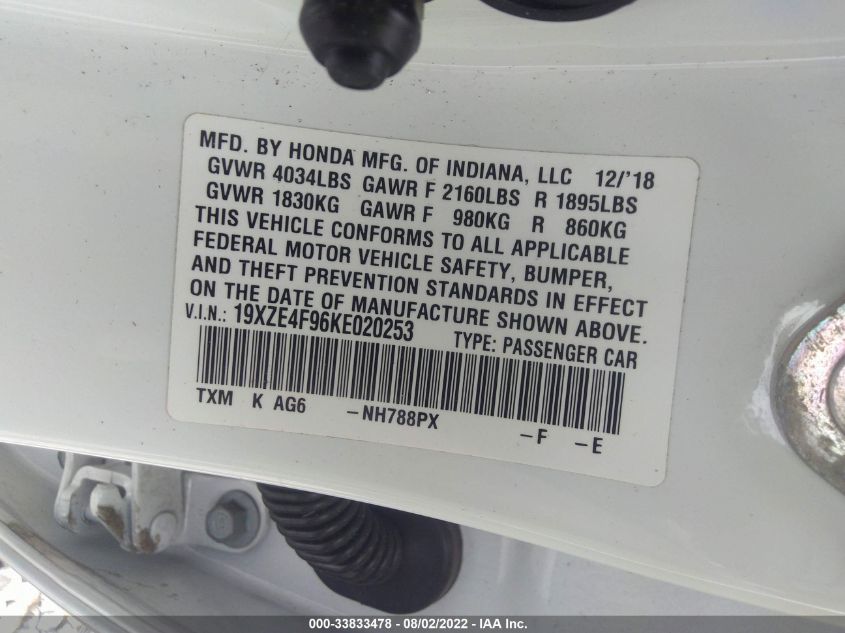 MFD. BY HONDA MFG. OF INDIANA, LLC 12/'18
GVWR 4034LBS GAWR F 2160LBS R 1895LBS
GVWR 1830KG GAWR F 980KG R 860KG
THIS VEHICLE CONFORMS TO ALL APPLICABLE
FEDERAL MOTOR VEHICLE SAFETY, BUMPER,
AND THEFT PREVENTION STANDARDS IN EFFECT
ON THE DATE OF MANUFACTURE SHOWN ABOVE.
V.I.N.: 19XZE4F96KE020253 TYPE: PASSENGER CAR
TXM K AG6 -NH788PX -F -E
000-33833478 - 08/02/2022 - IAA Inc.